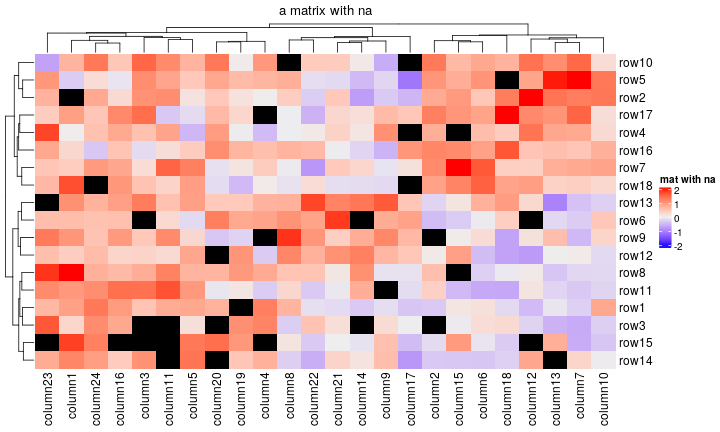 a matrix with na
row10
row5
row2
row17
row4
row16
row7
row18
row13
row6
row9
row12
row8
row11
row1
row3
row15
row14
mat with na
2
1
0
-1
-2
column23
column1
column24
column16
column3
column11
column5
column20
column19
column4
column8
column22
column21
column14
column9
column17
column2
column15
column6
column18
column12
column13
column7
column10